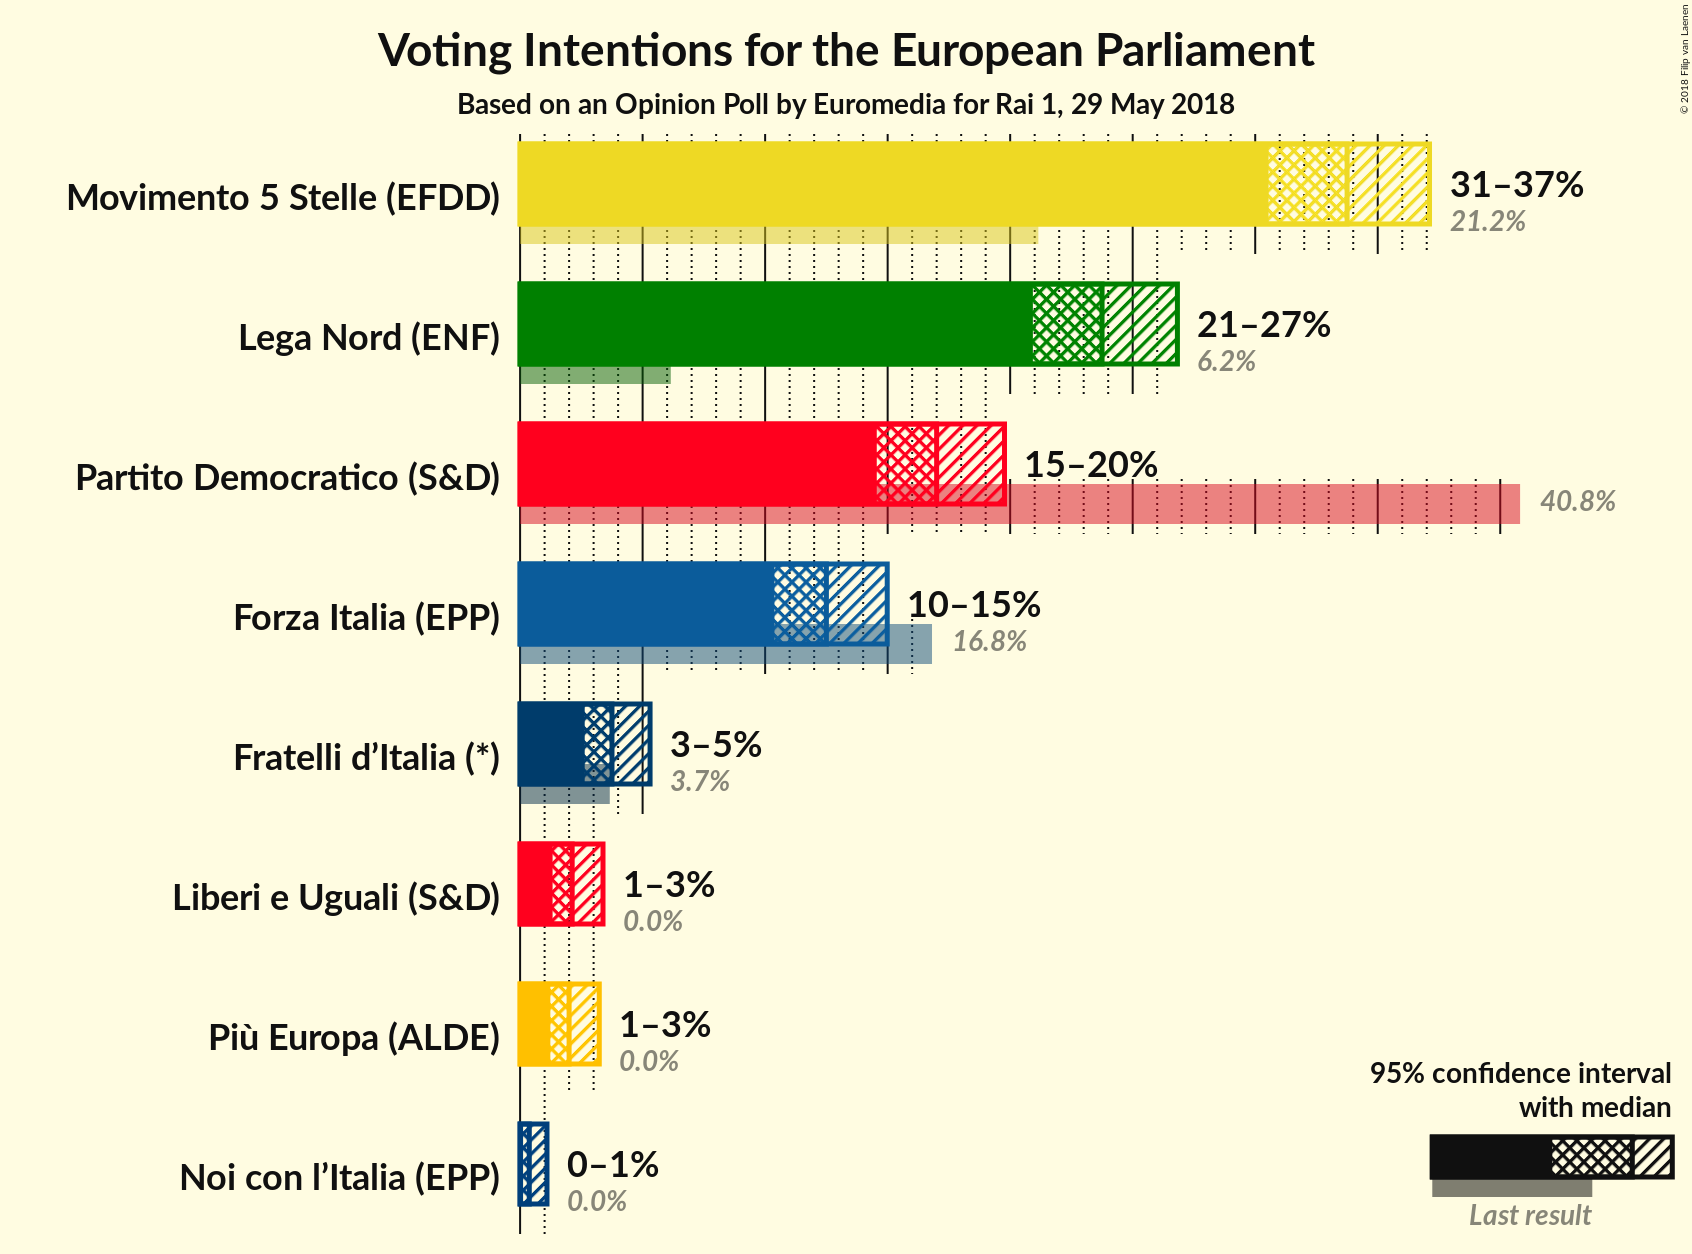 Voting Intentions for the European Parliament
Based on an Opinion Poll by Euromedia for Rai 1, 29 May 2018
© 2018 Filip van Laenen
Movimento 5 Stelle (EFDD)
31–37%
21.2%
Lega Nord (ENF)
21–27%
6.2%
Partito Democratico (S&D)
15–20%
40.8%
Forza Italia (EPP)
10–15%
16.8%
Fratelli d’Italia (*)
3–5%
3.7%
Liberi e Uguali (S&D)
1–3%
0.0%
Più Europa (ALDE)
1–3%
0.0%
Noi con l’Italia (EPP)
0–1%
0.0%
95% confidence interval
with median
Last result